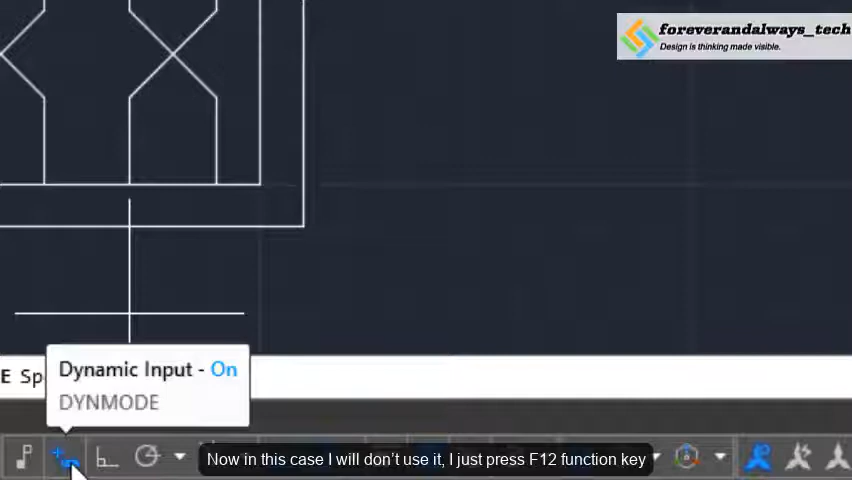 foreverandalways_tech
Design is thinking made visible.
E Sp
Dynamic Input - On
DYNMODE
Now in this case I will don't use it, I just press F12 function key